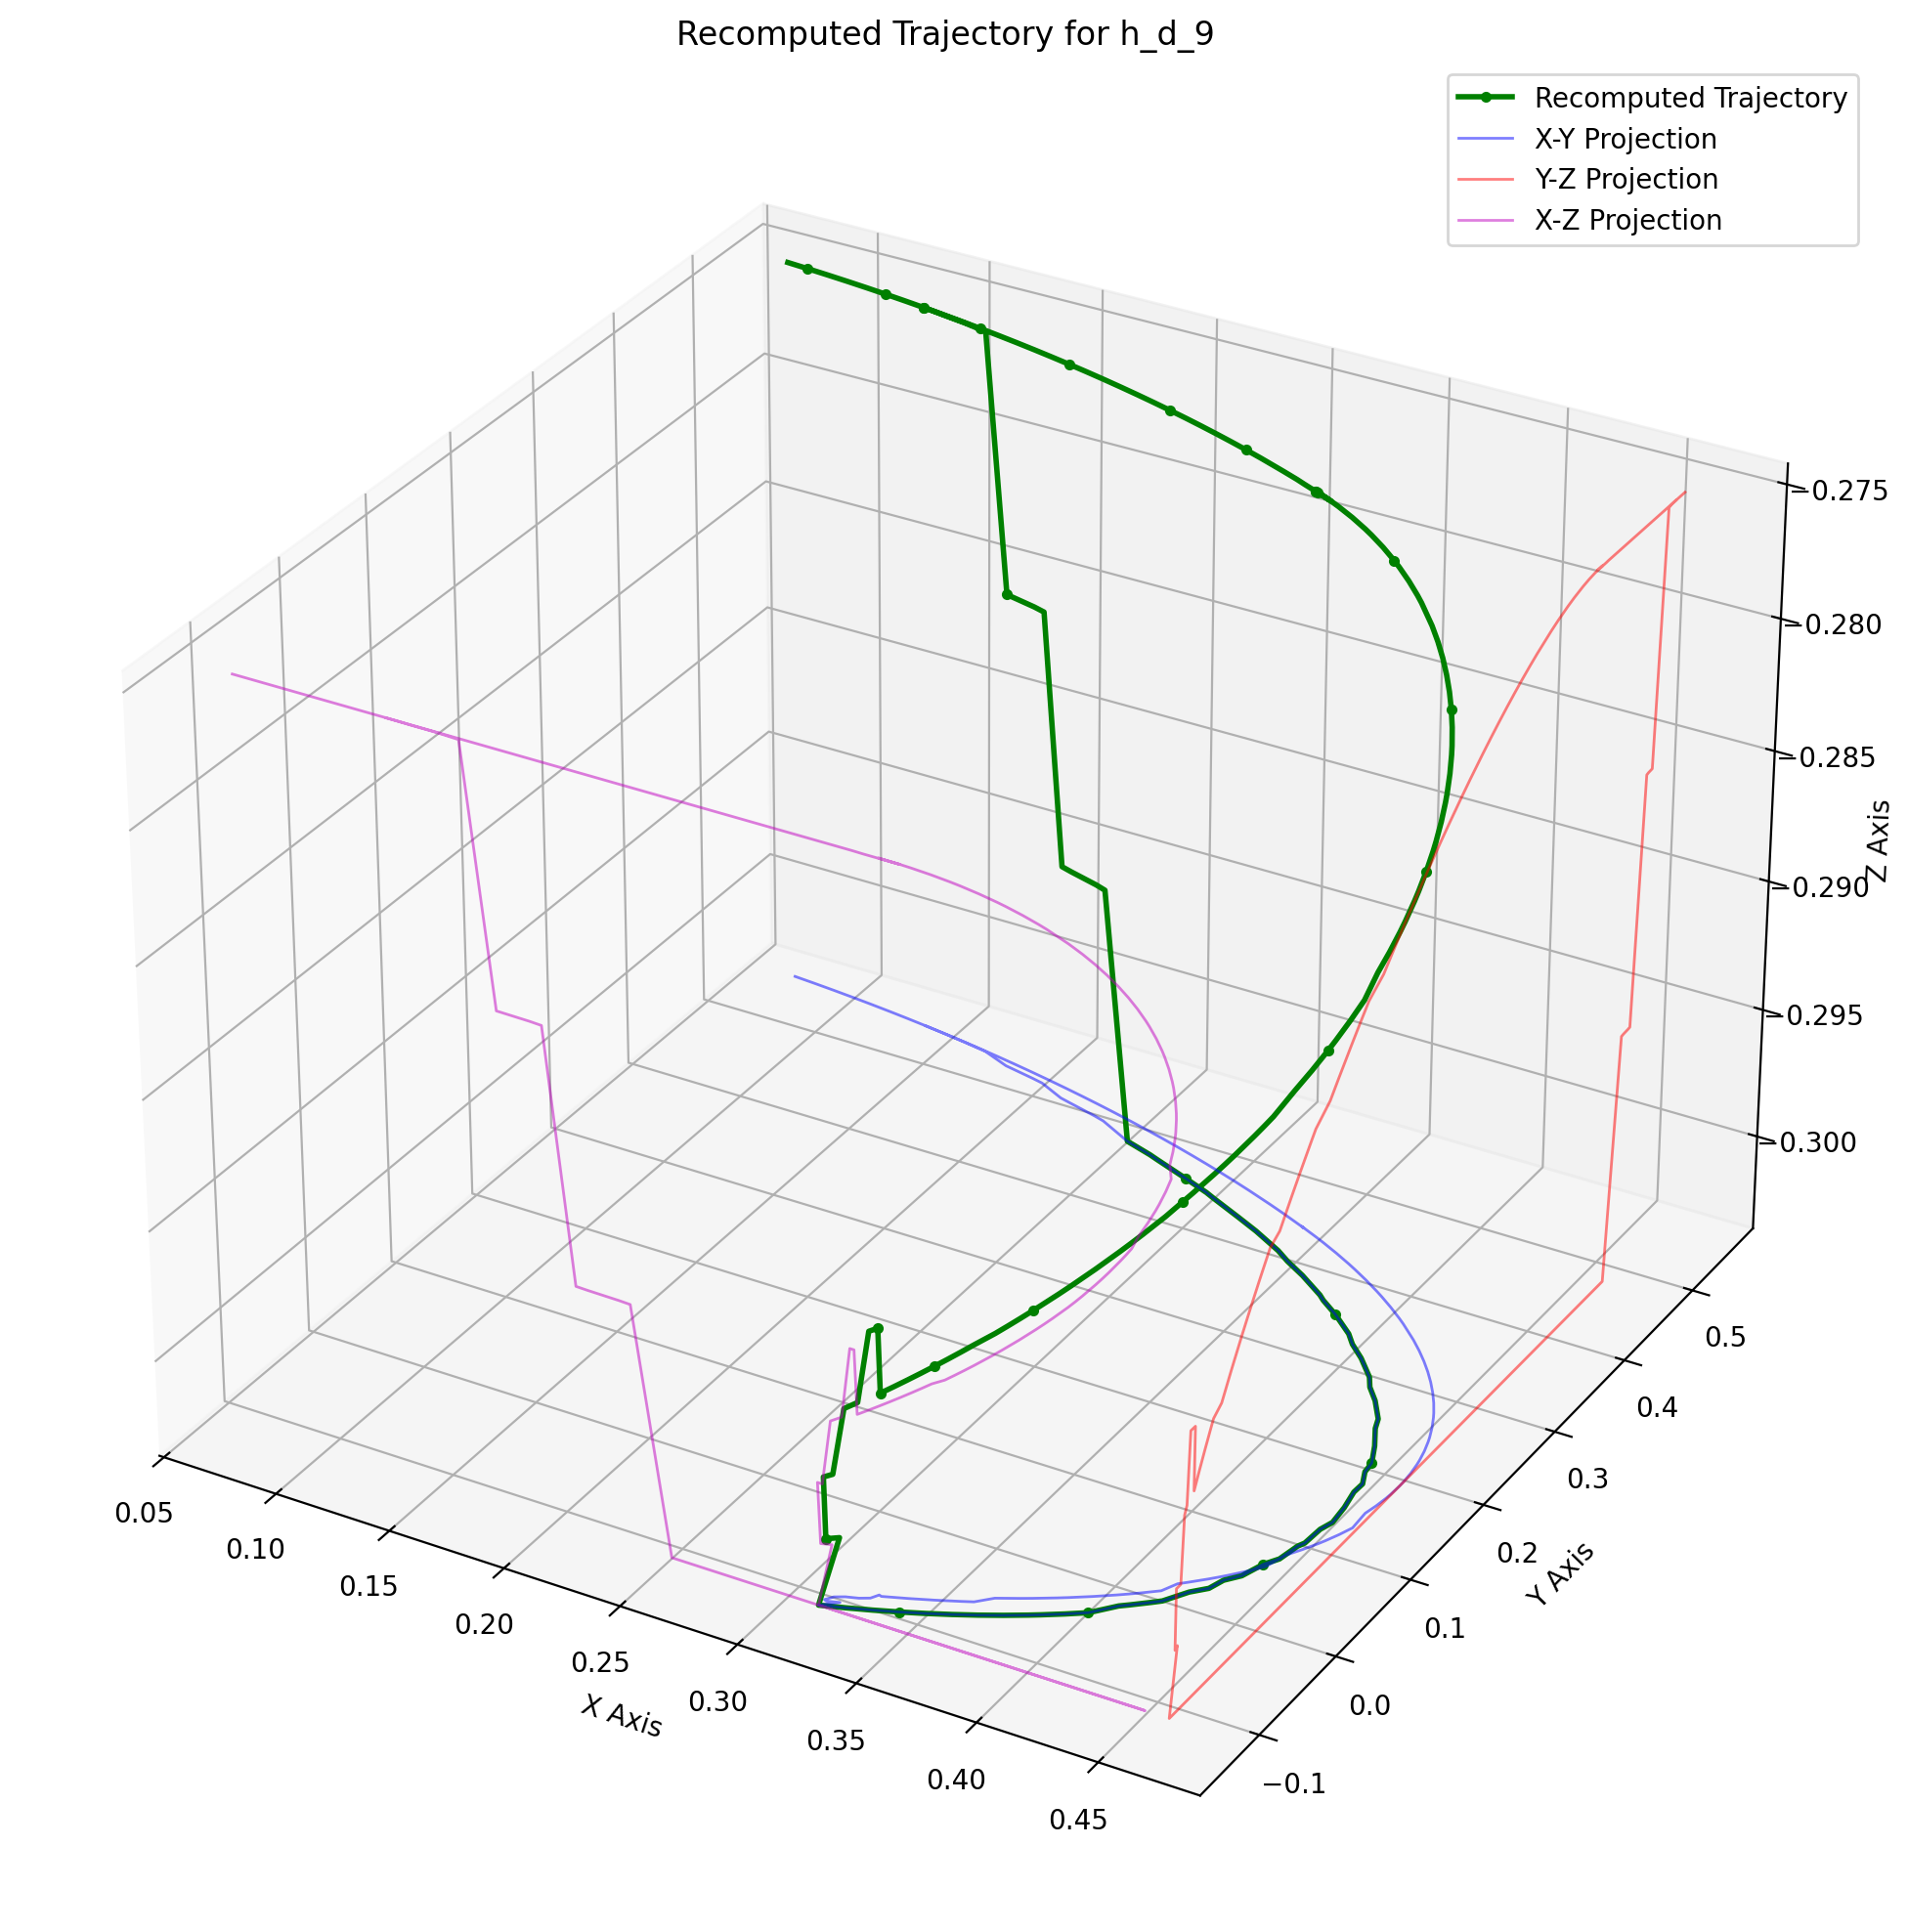 Recomputed Trajectory for h_d_9
Recomputed Trajectory
X-Y Projection
Y-Z Projection
X-Z Projection
0.275
0.280
0.285
0.290
0.295
0.300
Z Axis
0.05
0.10
0.15
0.20
0.25
0.30
0.35
0.40
0.45
X Axis
−0.1
0.0
0.1
0.2
0.3
0.4
0.5
Y Axis